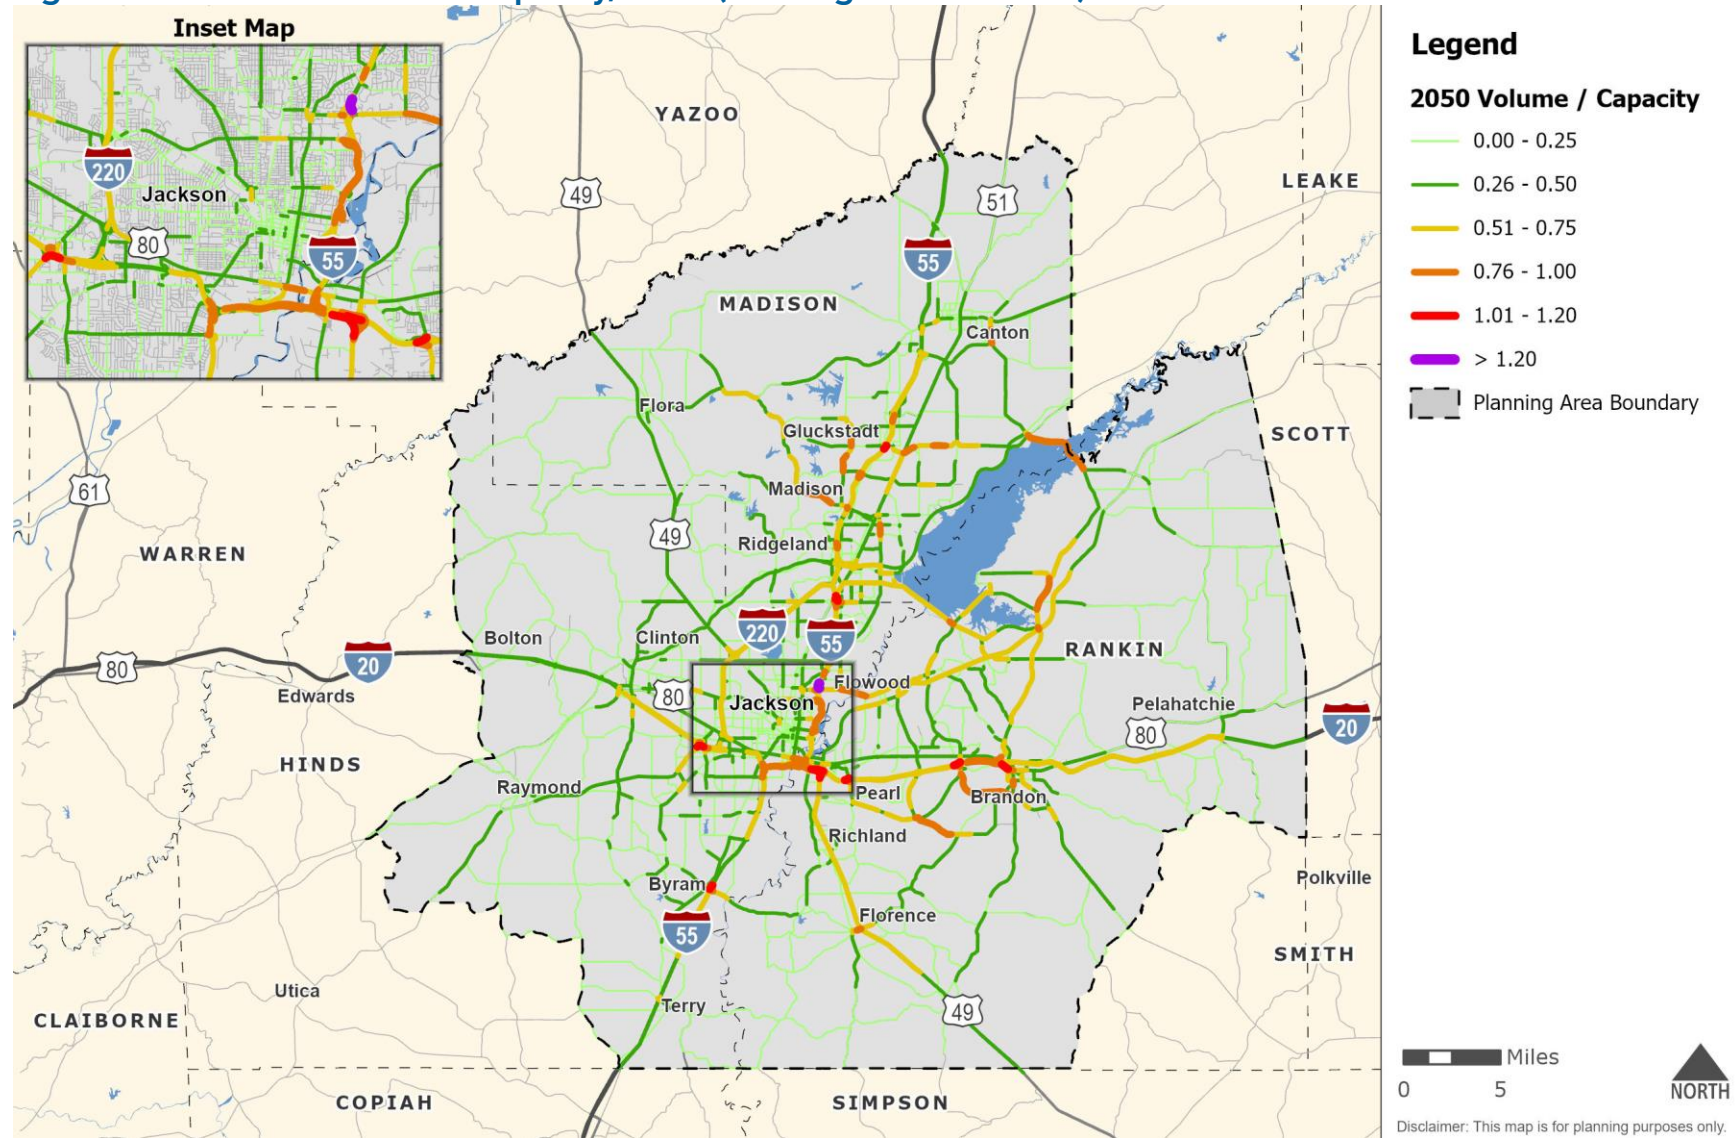 Inset Map
220
Jackson
80
55
YAZOO
LEAKE
49
51
55
MADISON
Canton
Flora
Gluckstadt
SCOTT
61
Madison
49
Ridgeland
WARREN
220
55
Bolton
Clinton
80
20
RANKIN
Edwards
80
Flowood
Jackson
Pelahatchie
80
20
HINDS
Raymond
Pearl
Brandon
Richland
Byram
Polkville
55
Florence
SMITH
Utica
Terry
49
CLAIBORNE
COPIAH
SIMPSON
Legend
2050 Volume / Capacity
0.00 - 0.25
0.26 - 0.50
0.51 - 0.75
0.76 - 1.00
1.01 - 1.20
> 1.20
Planning Area Boundary
Miles
0 5
NORTH
Disclaimer: This map is for planning purposes only.